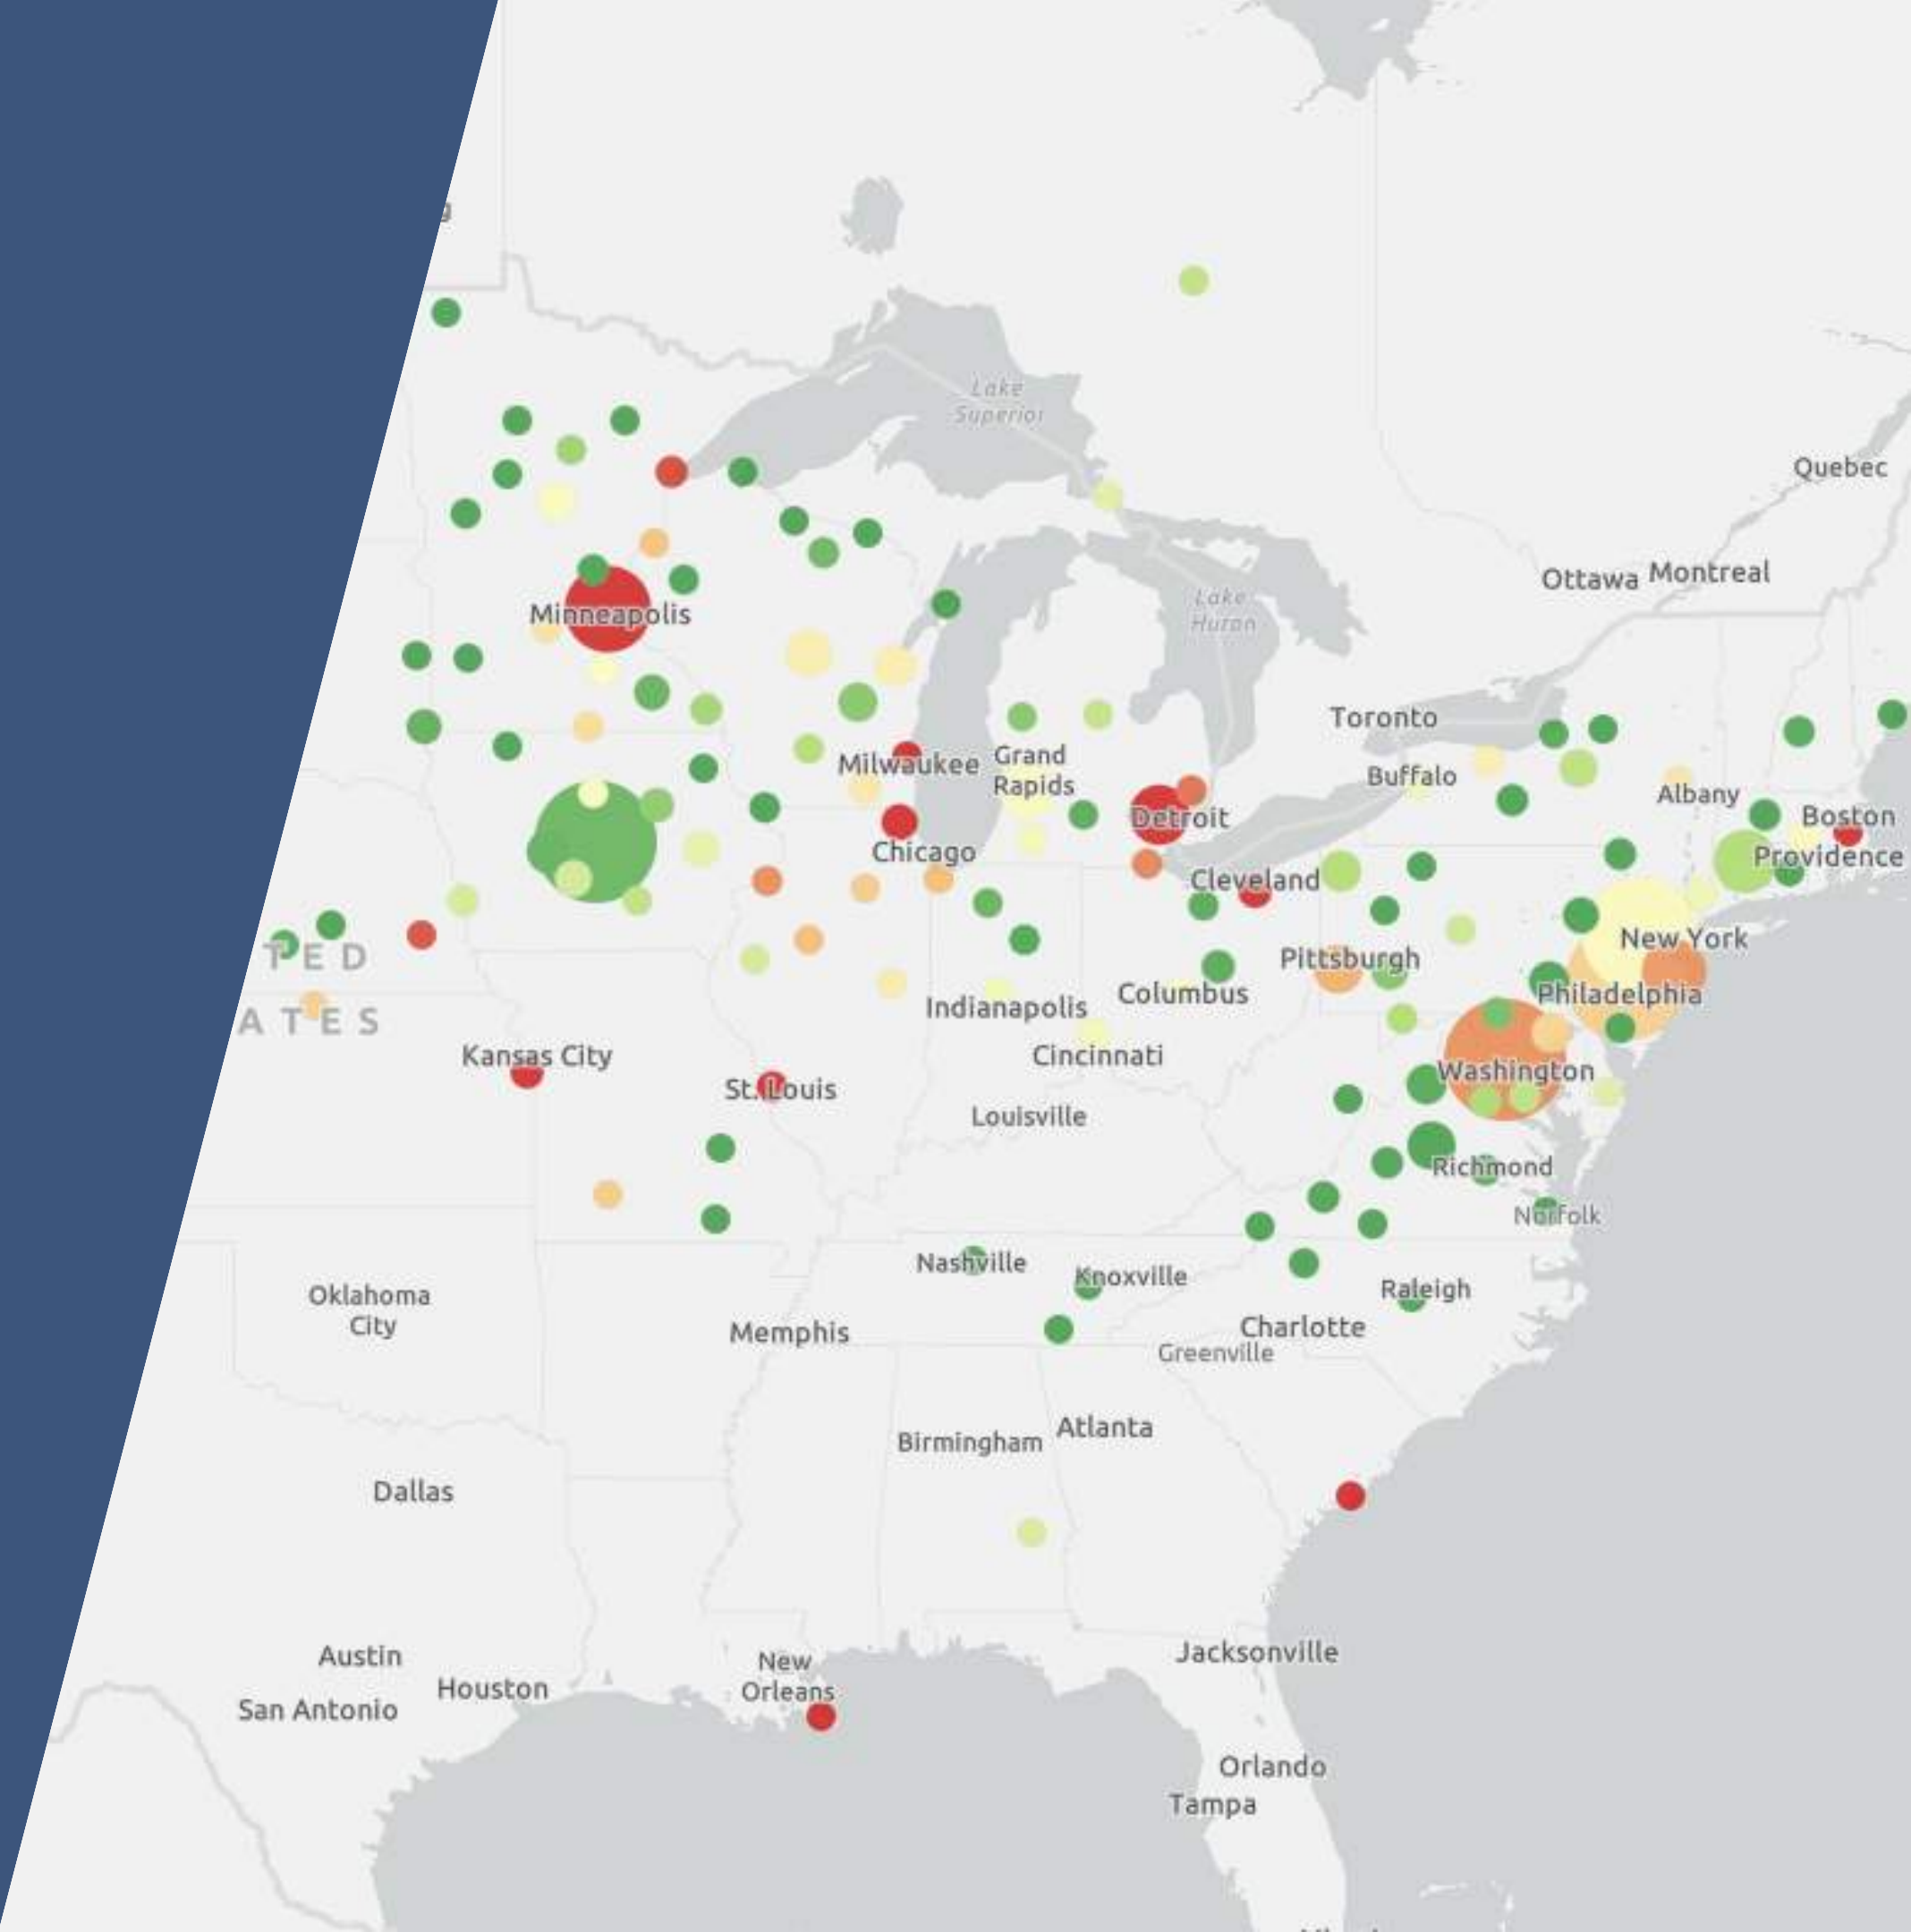 Lake
Superior
Quebec
Ottawa
Montreal
Lake
Huron
Minneapolis
Toronto
Milwaukee
Grand
Rapids
Buffalo
Albany
Boston
Detroit
Chicago
Providence
Cleveland
New York
TED
Pittsburgh
Columbus
Philadelphia
Indianapolis
ATES
Kansas City
Cincinnati
Washington
St. Louis
Louisville
Richmond
Norfolk
Nashville
Knoxville
Raleigh
Oklahoma
City
Memphis
Charlotte
Greenville
Atlanta
Birmingham
Dallas
Jacksonville
Austin
New
Orleans
Houston
San Antonio
Orlando
Tampa